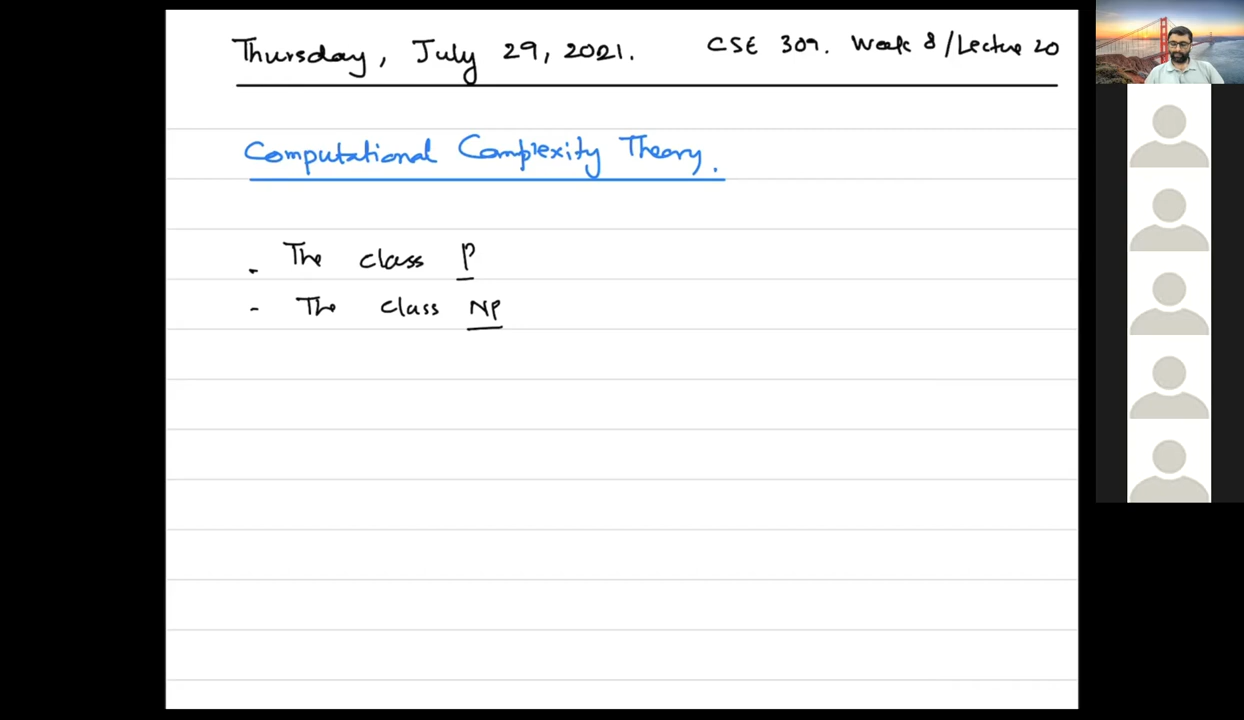 Thursday, July 29, 2021. CSE 309. Week 8/Lecture 20
Computational Complexity Theory.
- The class P
- The class NP